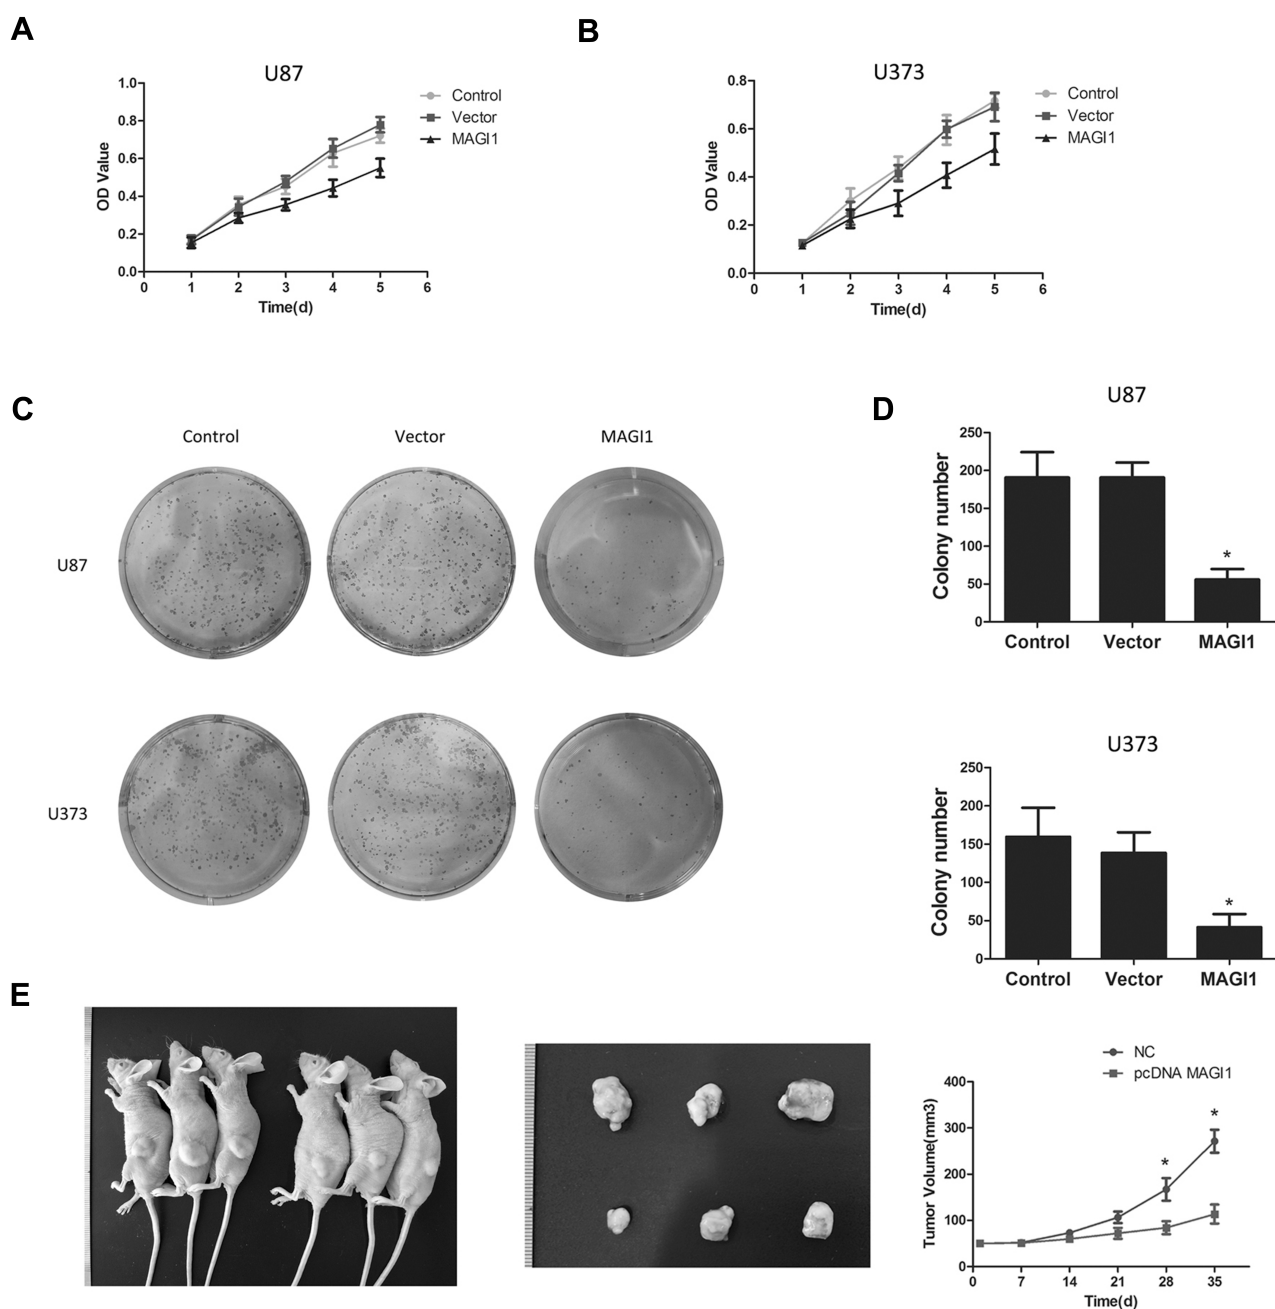 A
U87
1.0
0.8
0.6
0.4
0.2
0.0
OD Value
0 1 2 3 4 5 6
Time(d)
Control
Vector
MAGI1
B
U373
0.8
0.6
0.4
0.2
0.0
OD Value
0 1 2 3 4 5 6
Time(d)
Control
Vector
MAGI1
C
Control Vector MAGI1
U87
U373
D
U87
250
200
150
100
50
0
Colony number
*
Control Vector MAGI1
U373
250
200
150
100
50
0
Colony number
*
Control Vector MAGI1
E
NC
pcDNA MAGI1
400
300
200
100
0
Tumor Volume(mm3)
* *
0 7 14 21 28 35
Time(d)